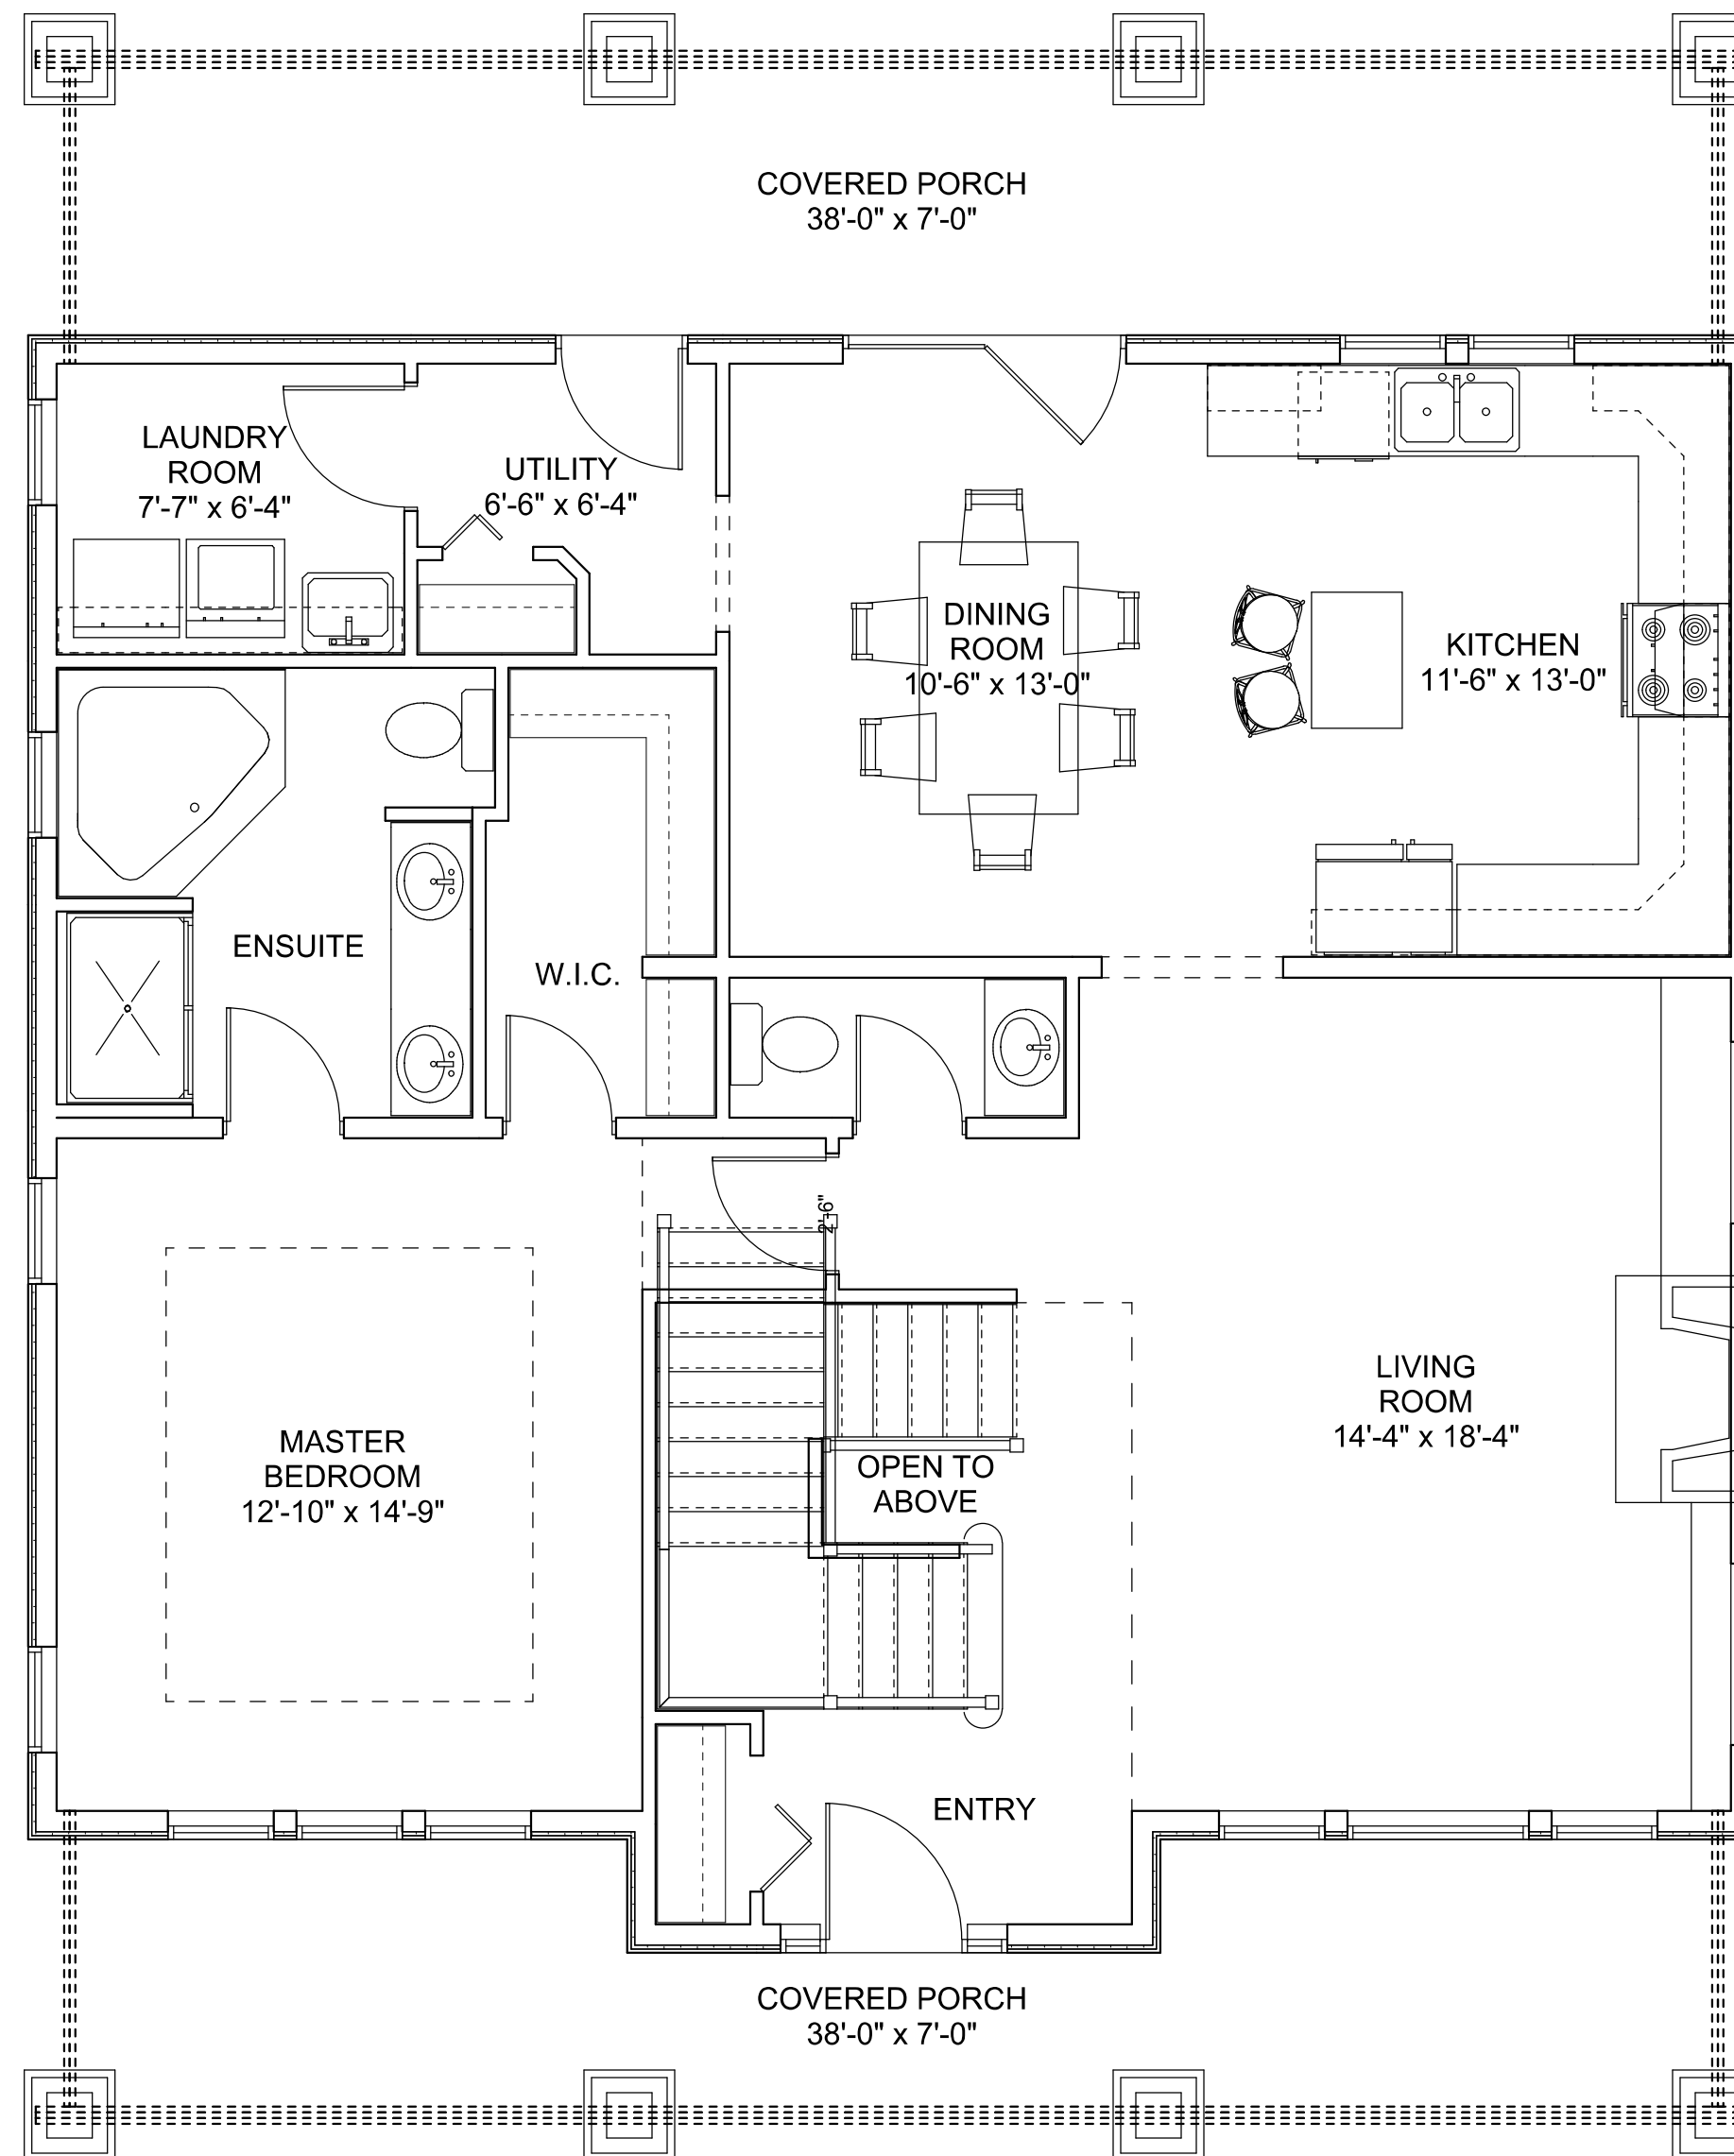 COVERED PORCH
38'-0" x 7'-0"
LAUNDRY
ROOM
7'-7" x 6'-4"
UTILITY
6'-6" x 6'-4"
DINING
ROOM
10'-6" x 13'-0"
KITCHEN
11'-6" x 13'-0"
ENSUITE
W.I.C.
2'-6"
MASTER
BEDROOM
12'-10" x 14'-9"
OPEN TO
ABOVE
LIVING
ROOM
14'-4" x 18'-4"
ENTRY
COVERED PORCH
38'-0" x 7'-0"